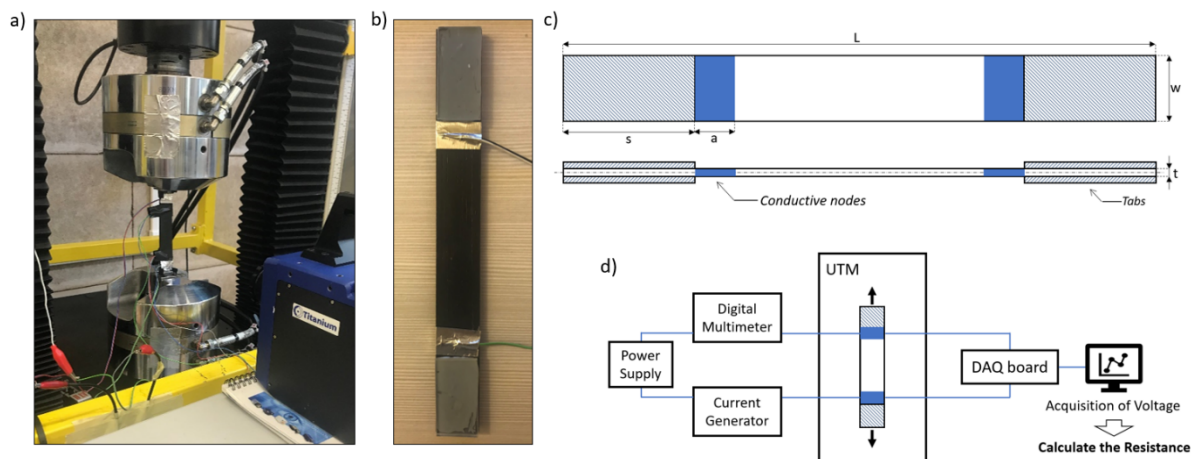 a)
Titanium
b)
c)
L
w
s
a
t
Conductive nodes
Tabs
d)
UTM
Digital
Multimeter
Power
Supply
Current
Generator
DAQ board
Acquisition of Voltage
Calculate the Resistance